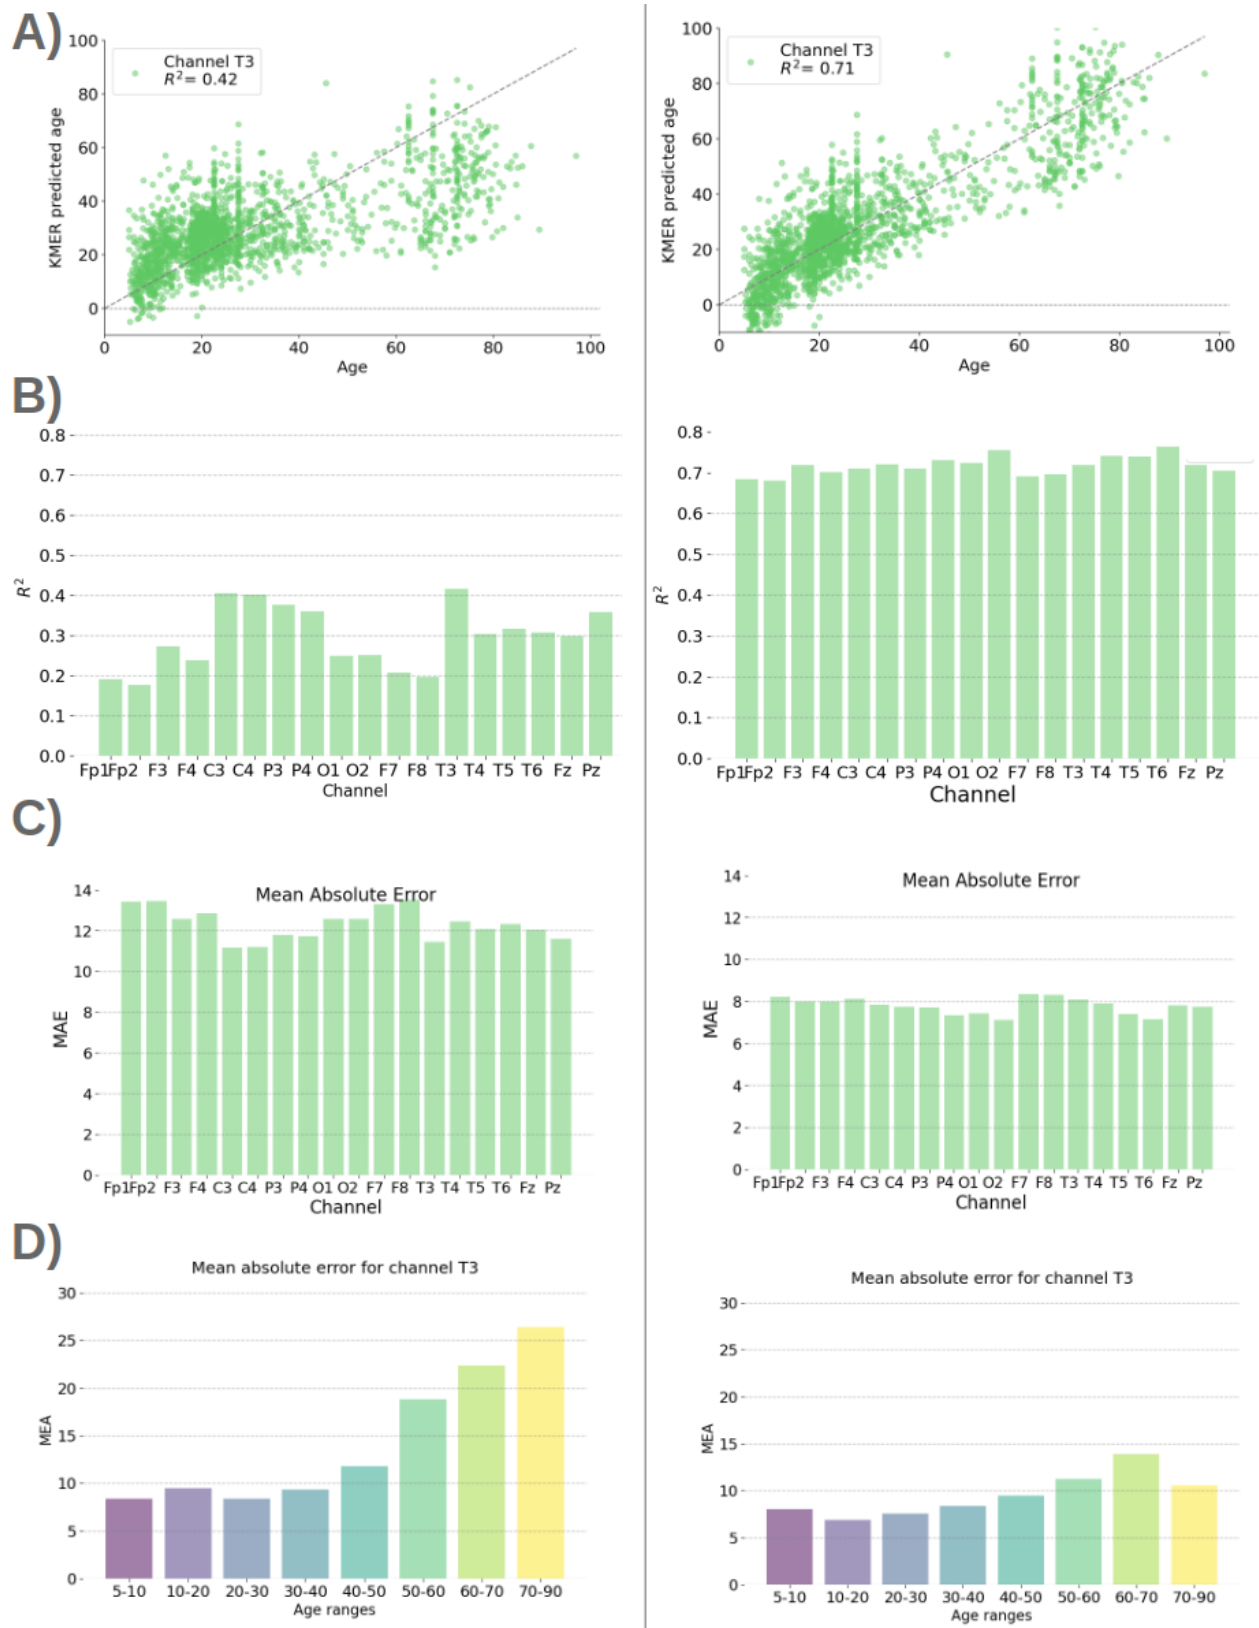 A)
100
80
60
40
20
0
KMER predicted age
Channel T3
R²= 0.42
0 20 40 60 80 100
Age
100
80
60
40
20
0
KMER predicted age
Channel T3
R²= 0.71
0 20 40 60 80 100
Age
B)
0.8
0.7
0.6
0.5
0.4
0.3
0.2
0.1
0.0
R²
Fp1 Fp2 F3 F4 C3 C4 P3 P4 O1 O2 F7 F8 T3 T4 T5 T6 Fz Pz
Channel
0.8
0.7
0.6
0.5
0.4
0.3
0.2
0.1
0.0
R²
Fp1 Fp2 F3 F4 C3 C4 P3 P4 O1 O2 F7 F8 T3 T4 T5 T6 Fz Pz
Channel
C)
Mean Absolute Error
14
12
10
8
6
4
2
0
MAE
Fp1 Fp2 F3 F4 C3 C4 P3 P4 O1 O2 F7 F8 T3 T4 T5 T6 Fz Pz
Channel
Mean Absolute Error
14
12
10
8
6
4
2
0
MAE
Fp1 Fp2 F3 F4 C3 C4 P3 P4 O1 O2 F7 F8 T3 T4 T5 T6 Fz Pz
Channel
D)
Mean absolute error for channel T3
30
25
20
15
10
5
0
MEA
5-10 10-20 20-30 30-40 40-50 50-60 60-70 70-90
Age ranges
Mean absolute error for channel T3
30
25
20
15
10
5
0
MEA
5-10 10-20 20-30 30-40 40-50 50-60 60-70 70-90
Age ranges